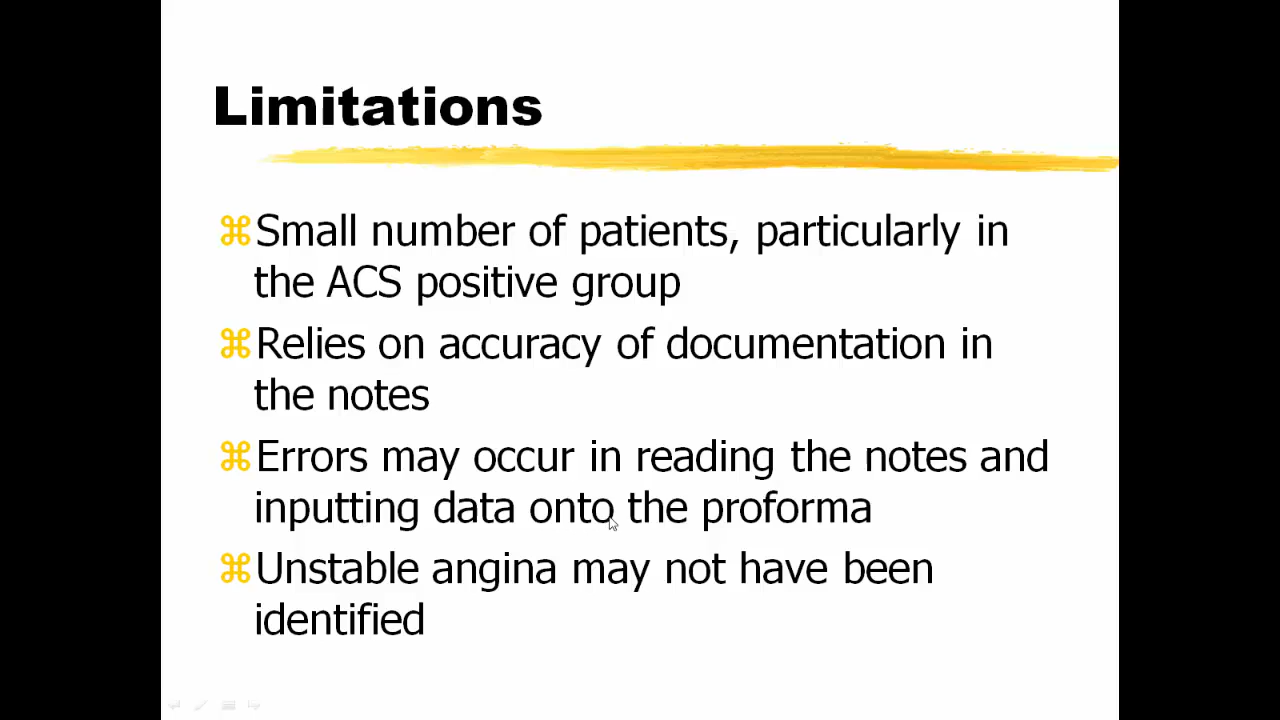 Limitations
⌘Small number of patients, particularly in
the ACS positive group
⌘Relies on accuracy of documentation in
the notes
⌘Errors may occur in reading the notes and
inputting data onto the proforma
⌘Unstable angina may not have been
identified